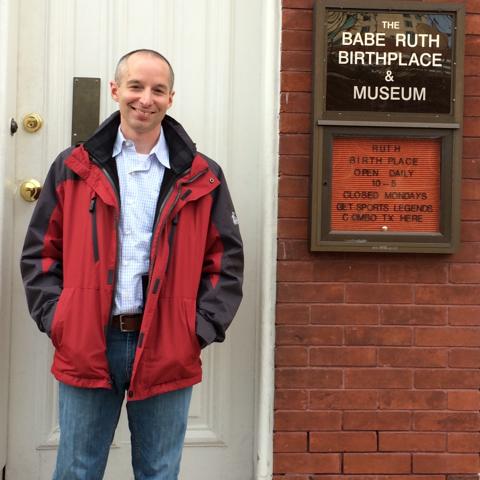 THE
BABE RUTH
BIRTHPLACE
&
MUSEUM
RUTH
BIRTH PLACE
OPEN DAILY
10-5
CLOSED MONDAYS
GET SPORTS LEGENDS
COMBO TX HERE